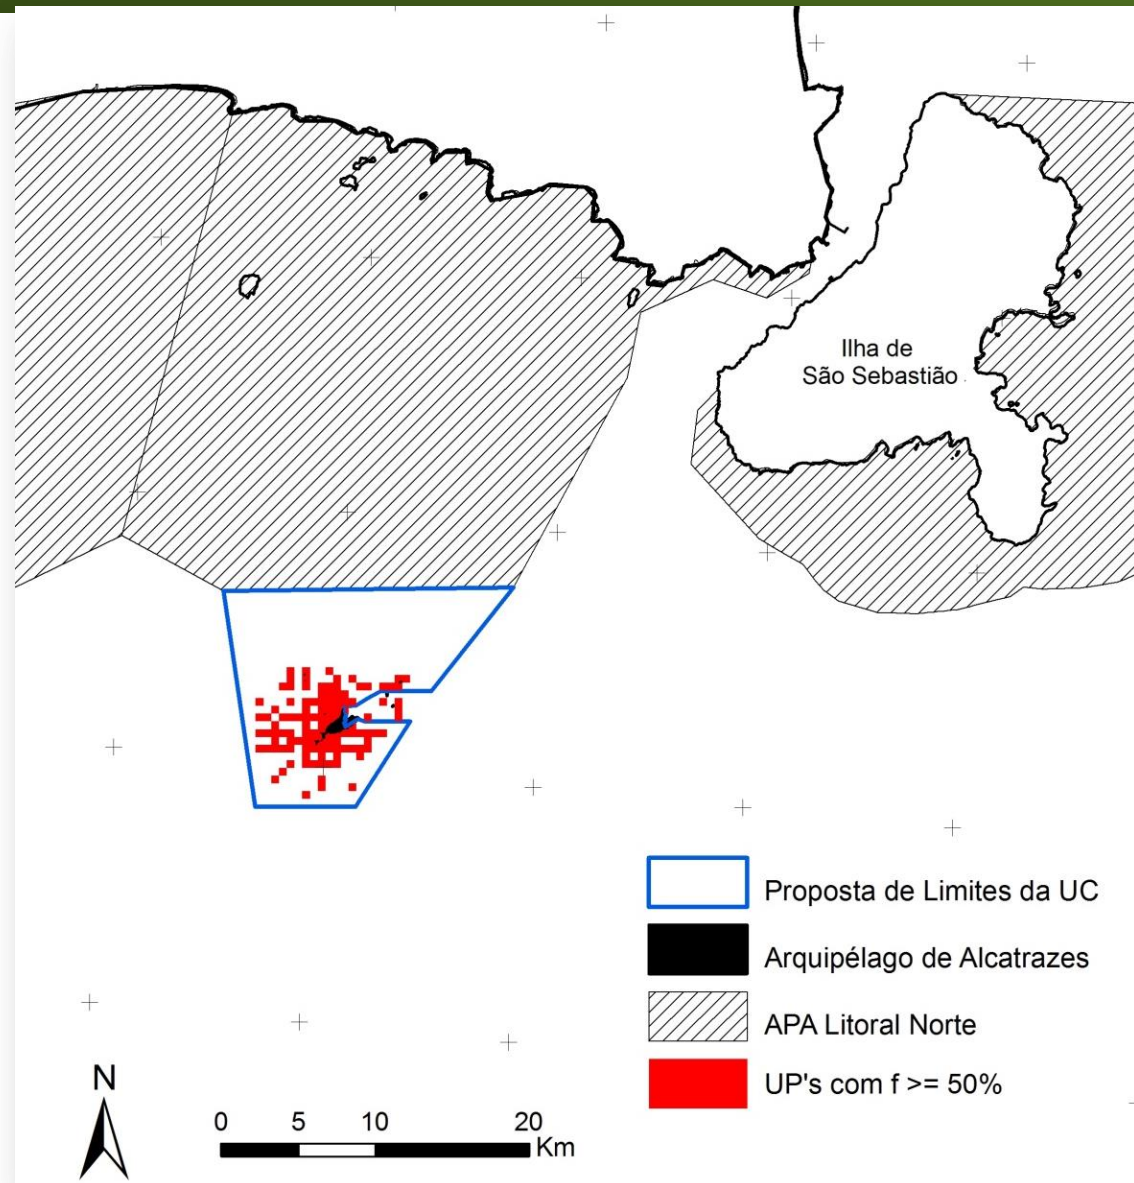 Ilha de
São Sebastião
Proposta de Limites da UC
Arquipélago de Alcatrazes
APA Litoral Norte
UP's com f >= 50%
N
0 5 10 20
Km